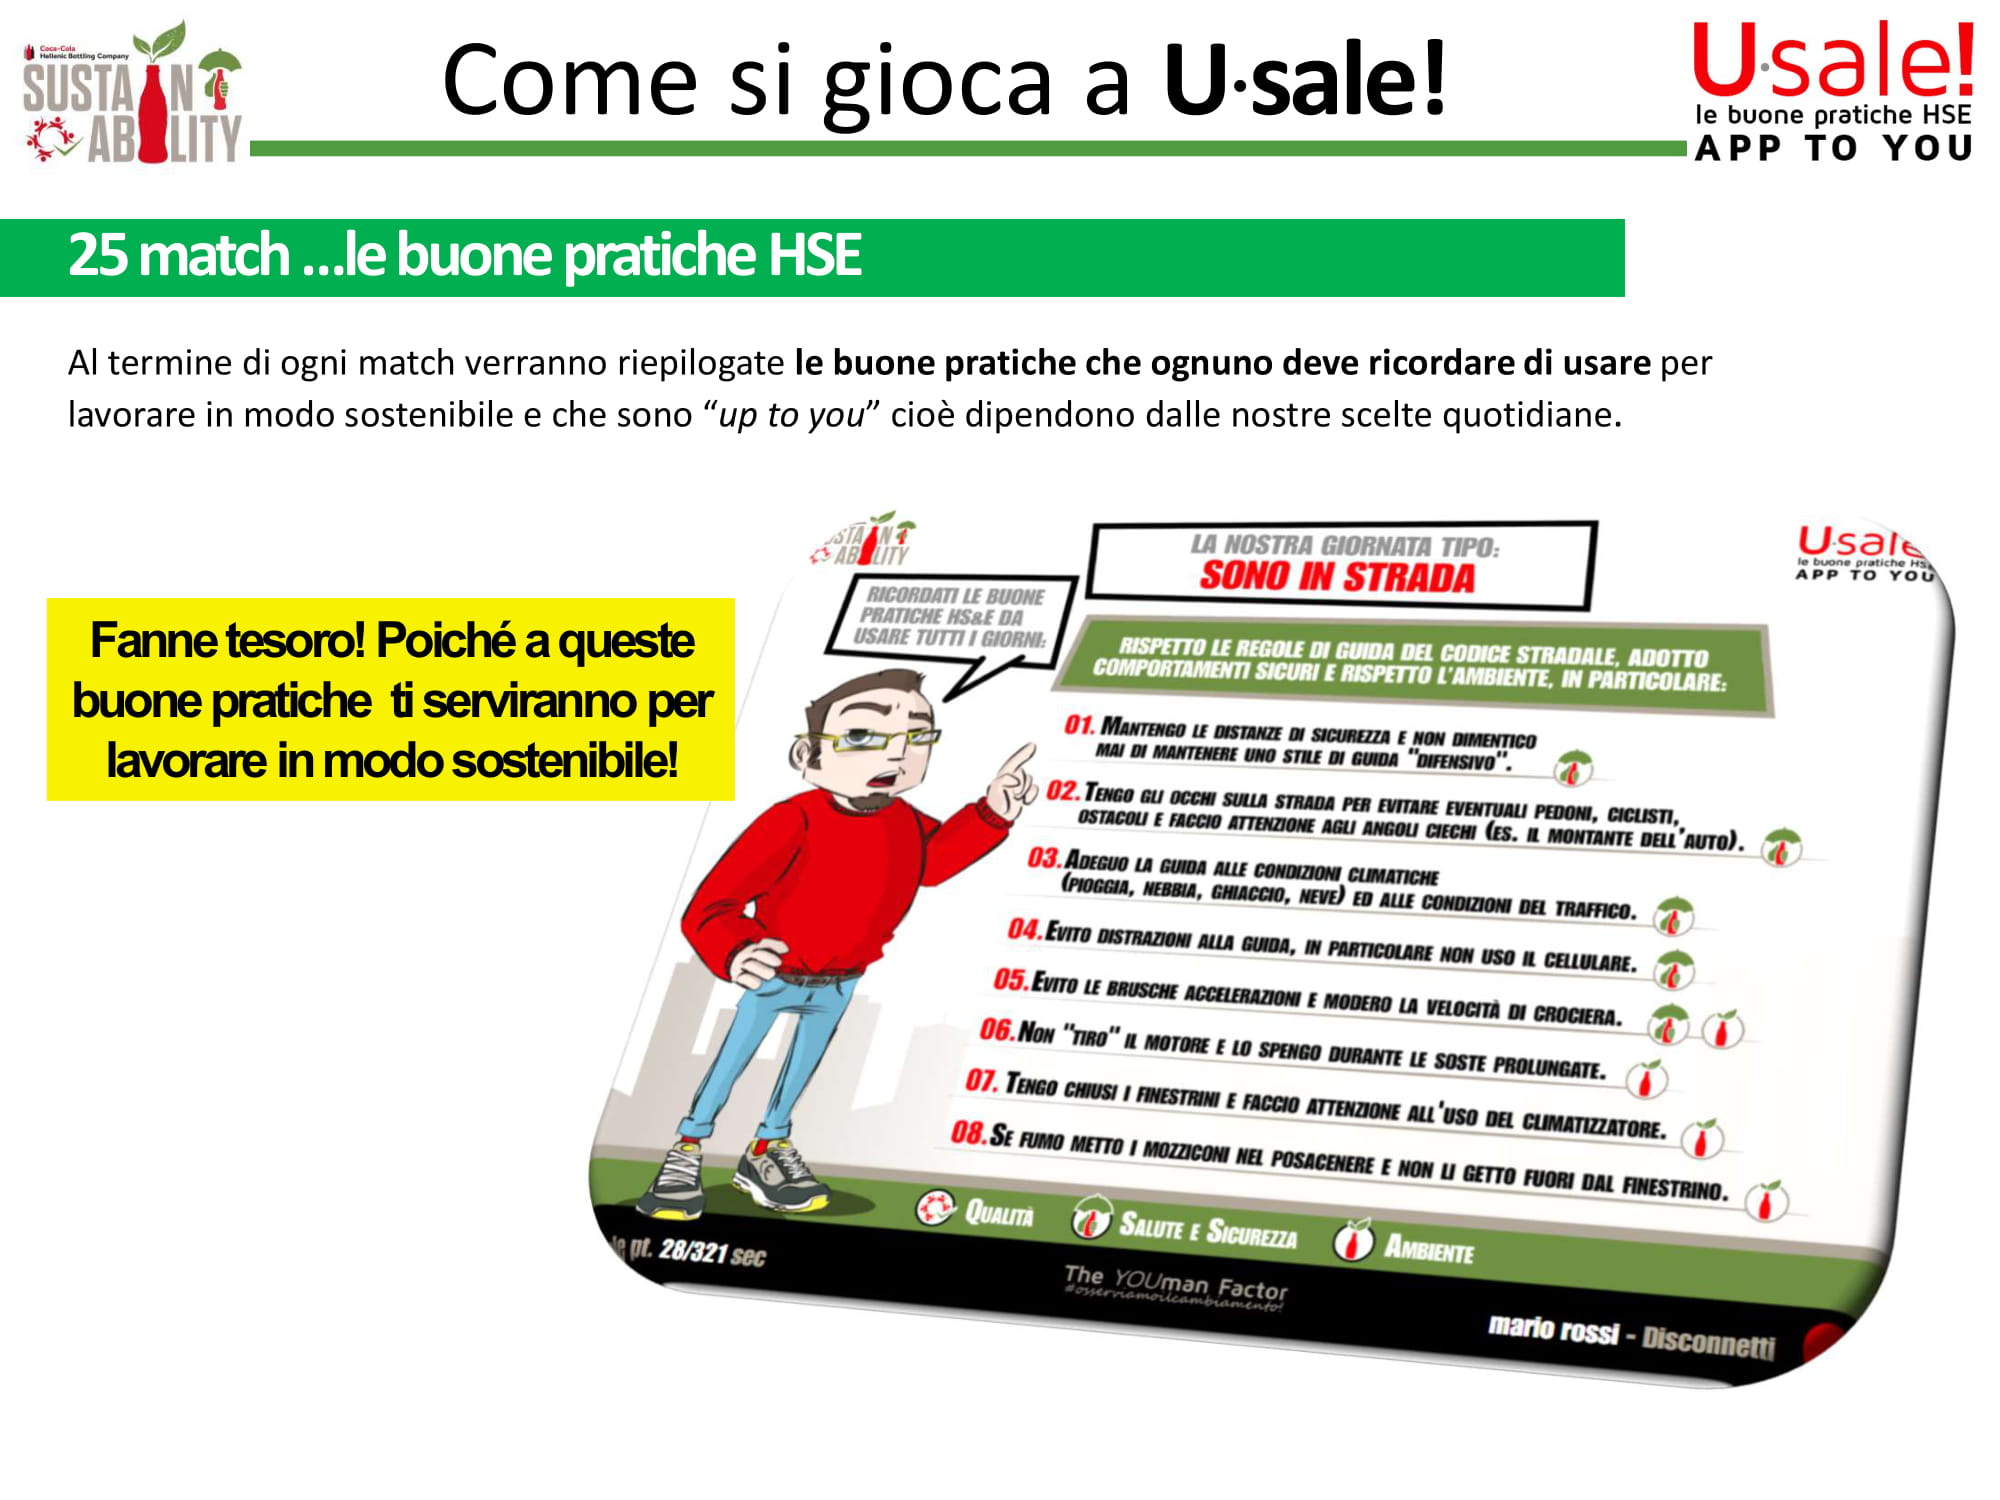 Coca-Cola
Hellenic Bottling Company
SUSTAIN
ABILITY
Come si gioca a U·sale!
U·sale!
le buone pratiche HSE
APP TO YOU
25 match ...le buone pratiche HSE
Al termine di ogni match verranno riepilogate le buone pratiche che ognuno deve ricordare di usare per
lavorare in modo sostenibile e che sono “up to you” cioè dipendono dalle nostre scelte quotidiane.
Fanne tesoro! Poiché a queste
buone pratiche ti serviranno per
lavorare in modo sostenibile!
ABILITY
LA NOSTRA GIORNATA TIPO:
SONO IN STRADA
U·sale
le buone pratiche HS
APP TO YOU
RICORDATI LE BUONE
PRATICHE HS&E DA
USARE TUTTI I GIORNI:
RISPETTO LE REGOLE DI GUIDA DEL CODICE STRADALE, ADOTTO
COMPORTAMENTI SICURI E RISPETTO L'AMBIENTE, IN PARTICOLARE:
01. MANTENGO LE DISTANZE DI SICUREZZA E NON DIMENTICO
MAI DI MANTENERE UNO STILE DI GUIDA "DIFENSIVO".
02. TENGO GLI OCCHI SULLA STRADA PER EVITARE EVENTUALI PEDONI, CICLISTI,
OSTACOLI E FACCIO ATTENZIONE AGLI ANGOLI CIECHI (ES. IL MONTANTE DELL'AUTO).
03. ADEGUO LA GUIDA ALLE CONDIZIONI CLIMATICHE
(PIOGGIA, NEBBIA, GHIACCIO, NEVE) ED ALLE CONDIZIONI DEL TRAFFICO.
04. EVITO DISTRAZIONI ALLA GUIDA, IN PARTICOLARE NON USO IL CELLULARE.
05. EVITO LE BRUSCHE ACCELERAZIONI E MODERO LA VELOCITÀ DI CROCIERA.
06. NON "TIRO" IL MOTORE E LO SPENGO DURANTE LE SOSTE PROLUNGATE.
07. TENGO CHIUSI I FINESTRINI E FACCIO ATTENZIONE ALL'USO DEL CLIMATIZZATORE.
08. SE FUMO METTO I MOZZICONI NEL POSACENERE E NON LI GETTO FUORI DAL FINESTRINO.
QUALITÀ SALUTE E SICUREZZA AMBIENTE
pt. 28/321 sec
The YOUman Factor
#osserviamoilcambiamento!
mario rossi - Disconnetti